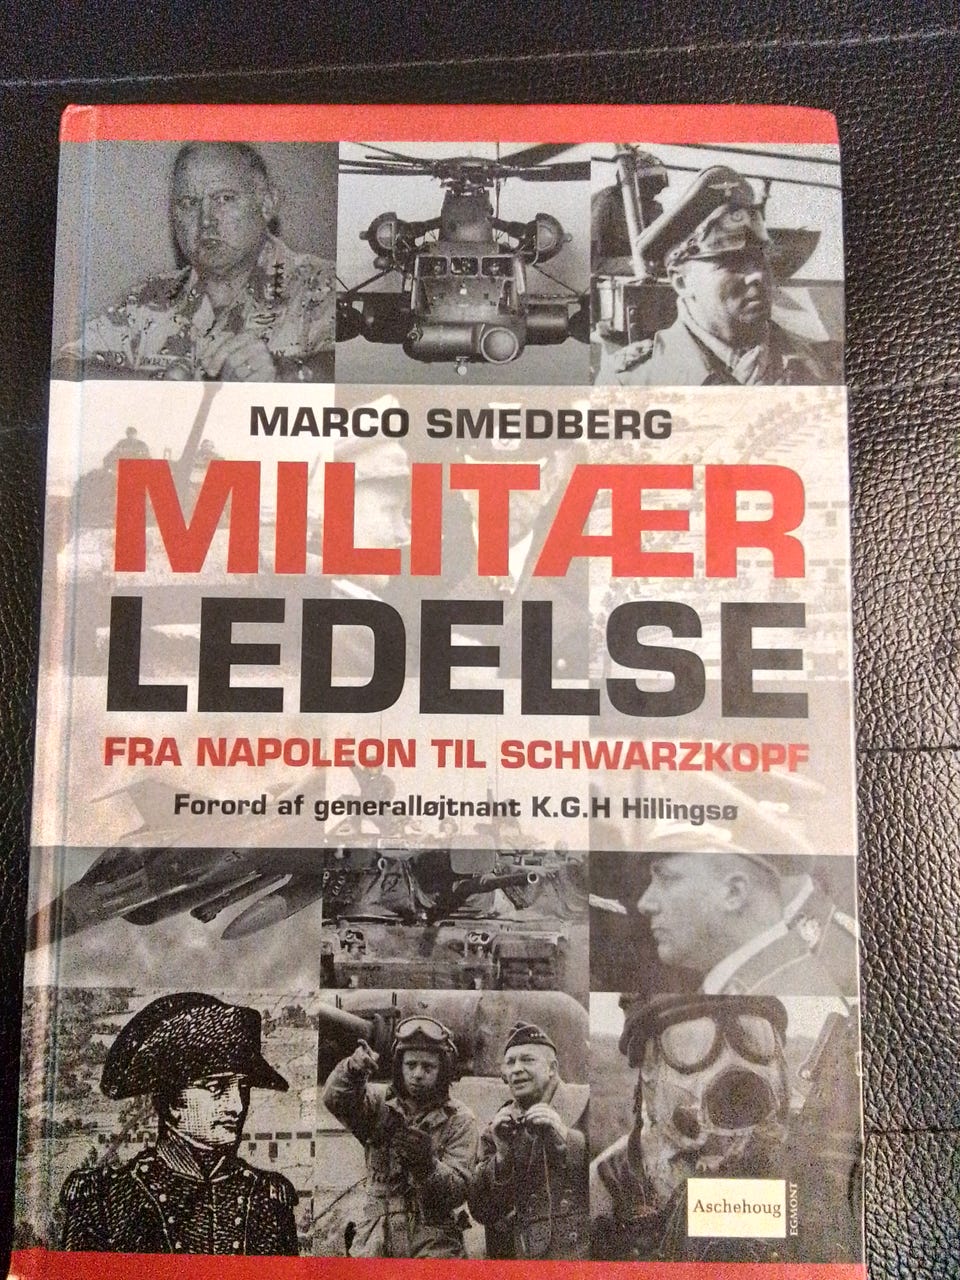 MARCO SMEDBERG
MILITÆR
LEDELSE
FRA NAPOLEON TIL SCHWARZKOPF
Forord af generalløjtnant K.G.H Hillingsø
Aschehoug
EGMONT